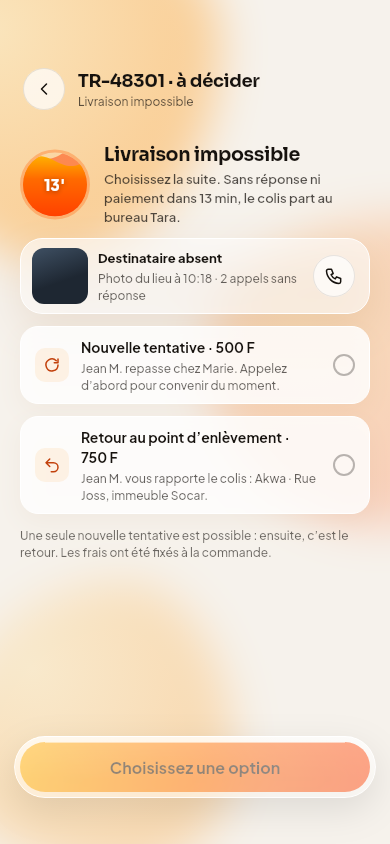 TR-48301 · à décider
Livraison impossible
13'
Livraison impossible
Choisissez la suite. Sans réponse ni
paiement dans 13 min, le colis part au
bureau Tara.
Destinataire absent
Photo du lieu à 10:18 · 2 appels sans
réponse
Nouvelle tentative · 500 F
Jean M. repasse chez Marie. Appelez
d’abord pour convenir du moment.
Retour au point d’enlèvement ·
750 F
Jean M. vous rapporte le colis : Akwa · Rue
Joss, immeuble Socar.
Une seule nouvelle tentative est possible : ensuite, c’est le
retour. Les frais ont été fixés à la commande.
Choisissez une option